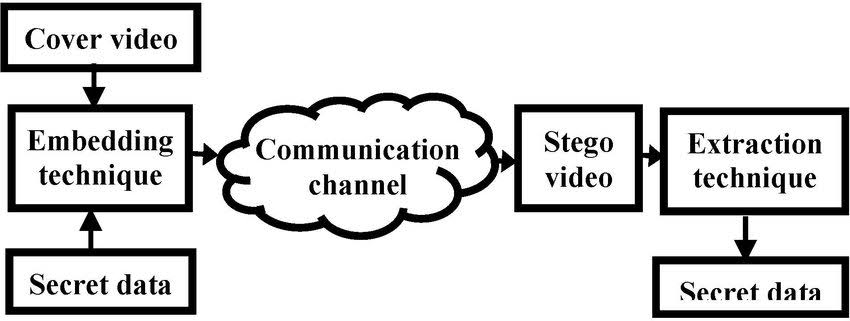 Cover video
Embedding
technique
Secret data
Communication
channel
Stego
video
Extraction
technique
Secret data